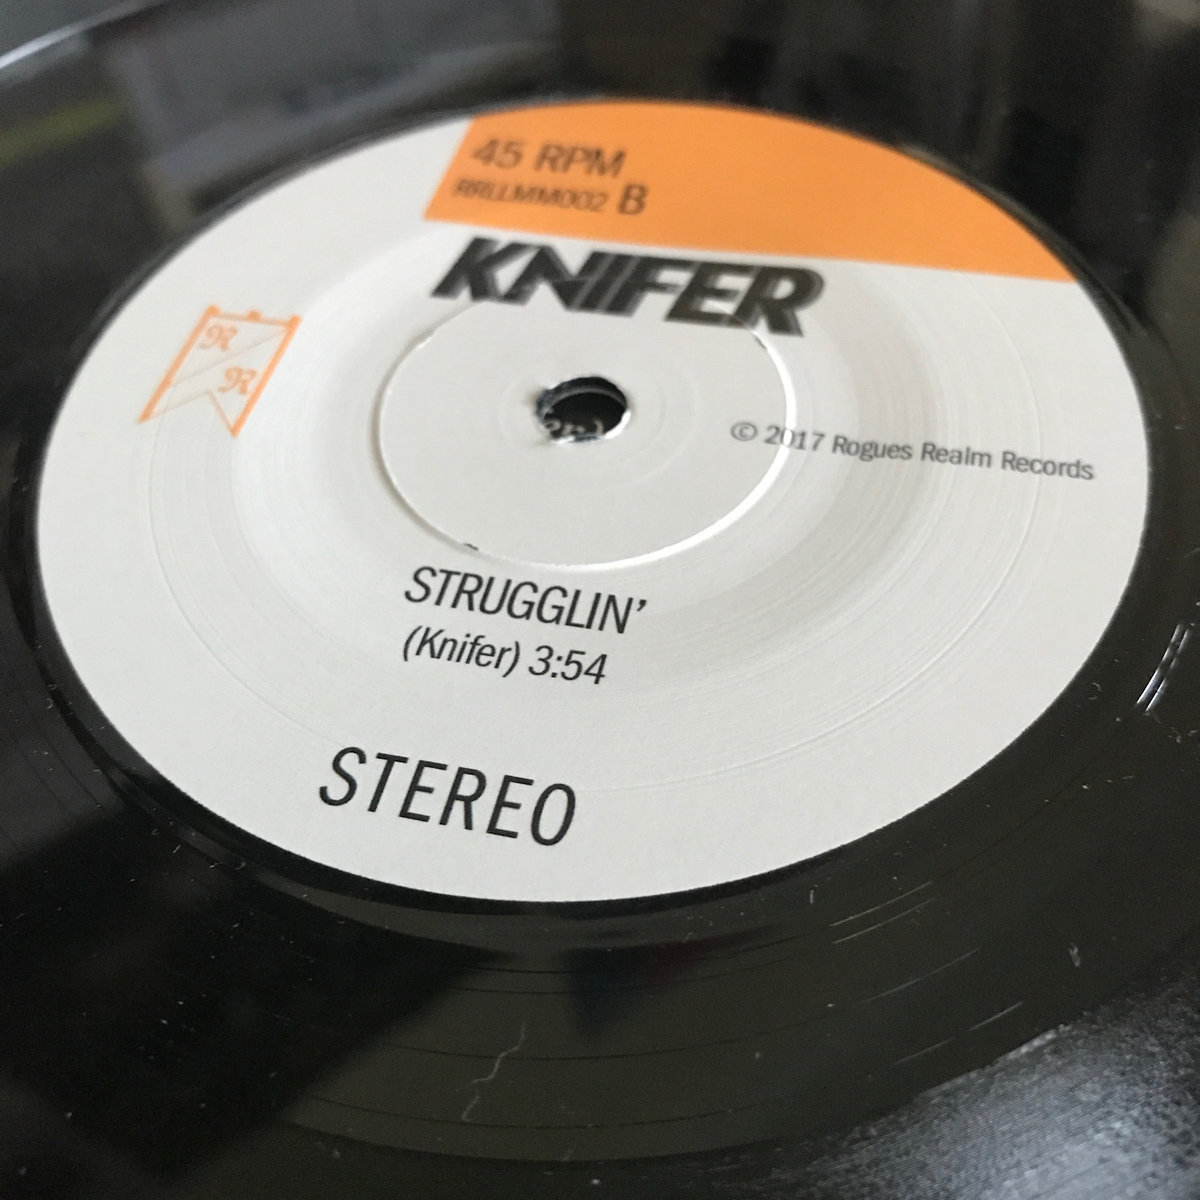 45 RPM
RRLLMM002 B
KNIFER
R
R
© 2017 Rogues Realm Records
STRUGGLIN’
(Knifer) 3:54
STEREO